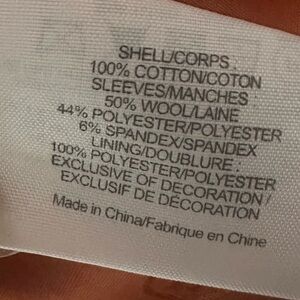 SHELL/CORPS :
100% COTTON/COTON
SLEEVES/MANCHES
50% WOOL/LAINE
44% POLYESTER/POLYESTER
6% SPANDEX/SPANDEX
LINING/DOUBLURE :
100% POLYESTER/POLYESTER
EXCLUSIVE OF DECORATION /
EXCLUSIF DE DÉCORATION
Made in China/Fabrique en Chine